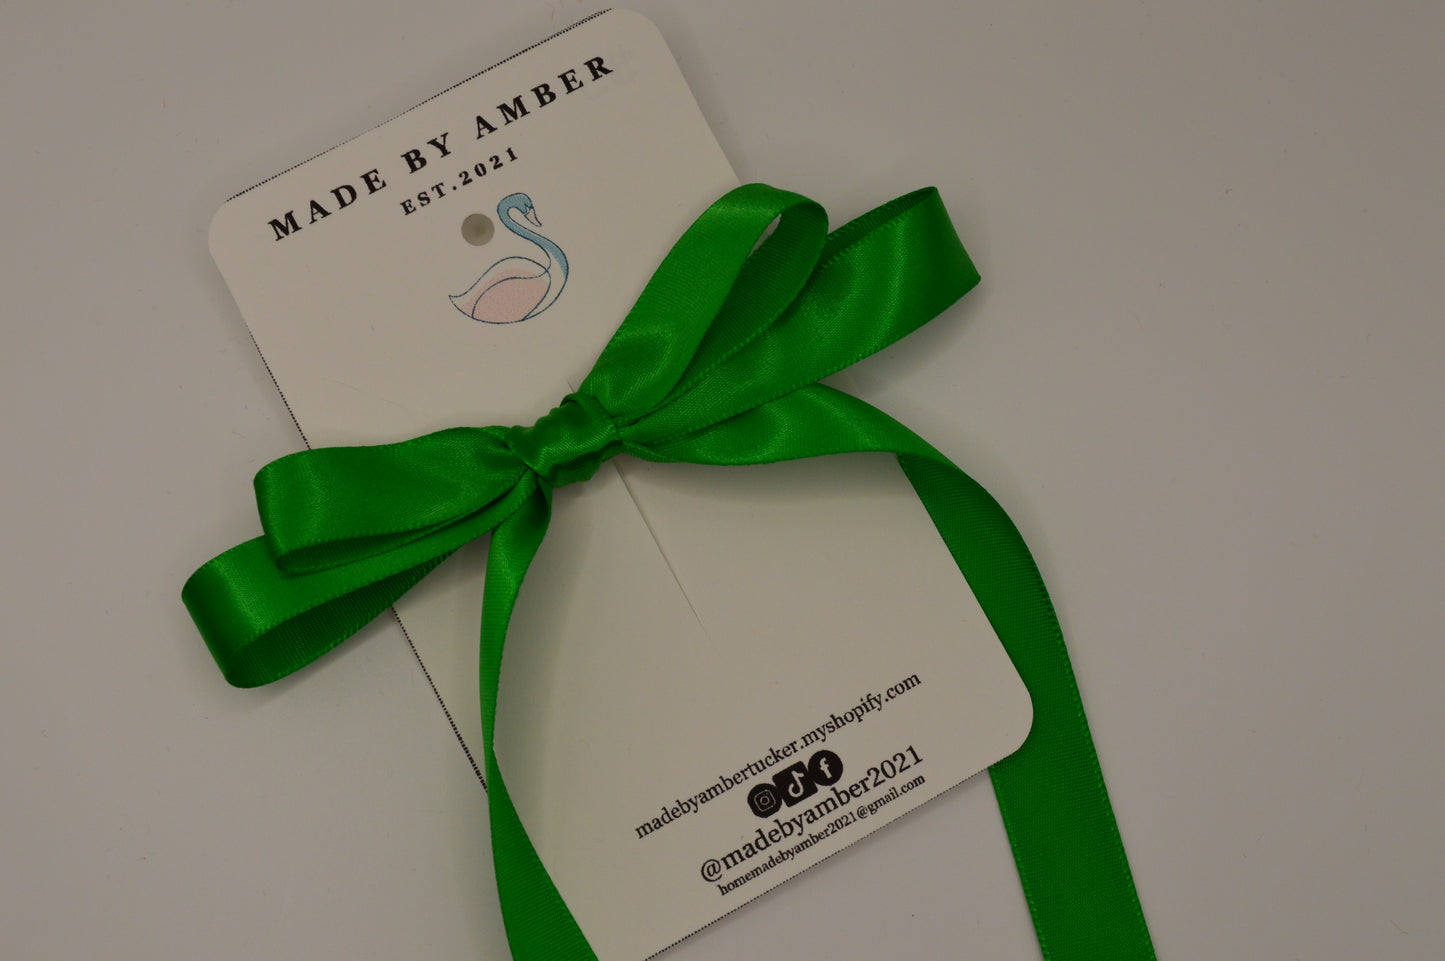 MADE BY AMBER
EST.2021
madebyambertucker.myshopify.com
@madebyamber2021
homemadebyamber2021@gmail.com